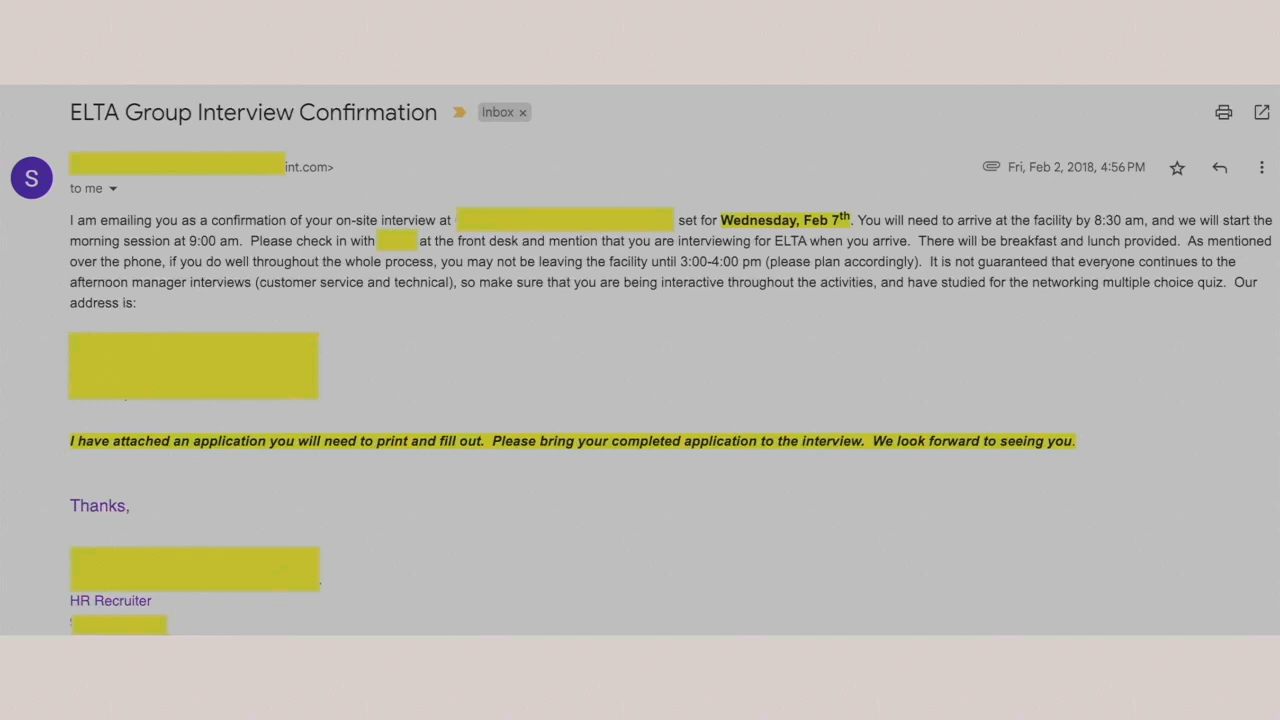 ELTA Group Interview Confirmation Inbox x
S
int.com> Fri, Feb 2, 2018, 4:56 PM
to me
I am emailing you as a confirmation of your on-site interview at set for Wednesday, Feb 7th. You will need to arrive at the facility by 8:30 am, and we will start the
morning session at 9:00 am. Please check in with at the front desk and mention that you are interviewing for ELTA when you arrive. There will be breakfast and lunch provided. As mentioned
over the phone, if you do well throughout the whole process, you may not be leaving the facility until 3:00-4:00 pm (please plan accordingly). It is not guaranteed that everyone continues to the
afternoon manager interviews (customer service and technical), so make sure that you are being interactive throughout the activities, and have studied for the networking multiple choice quiz. Our
address is:
I have attached an application you will need to print and fill out. Please bring your completed application to the interview. We look forward to seeing you.
Thanks,
HR Recruiter